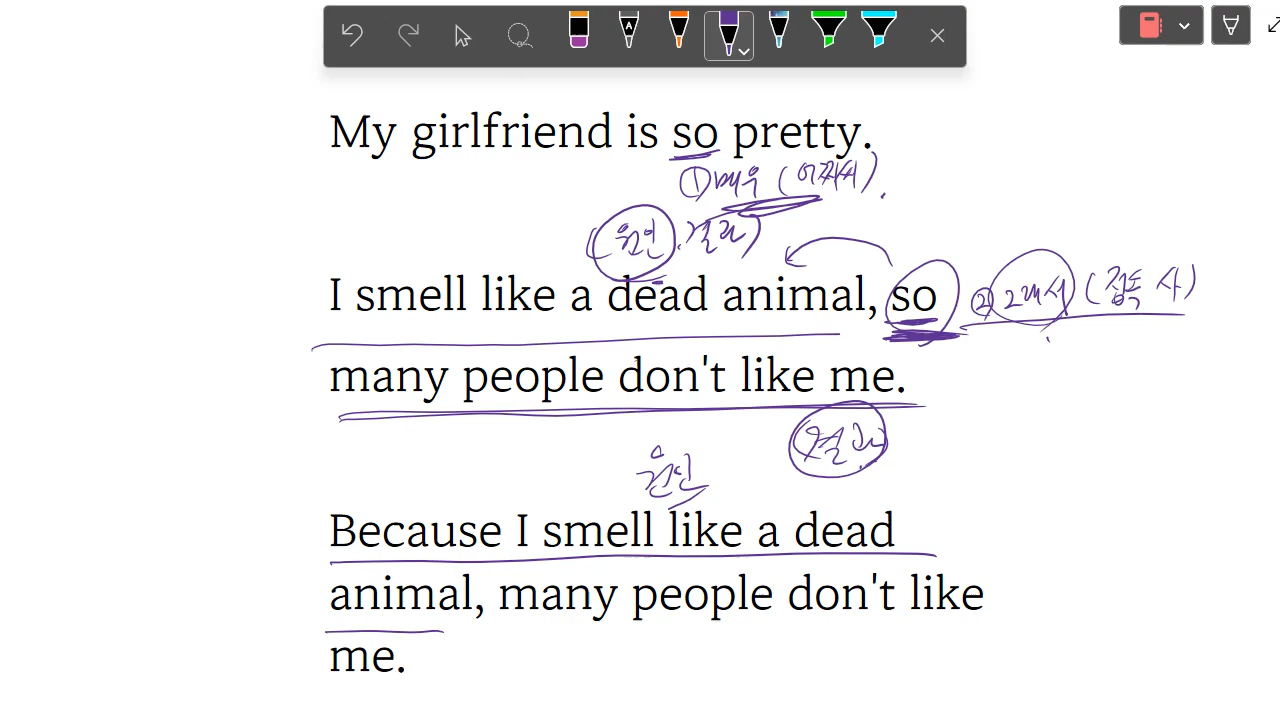 A
My girlfriend is so pretty.
① 매우 (어찌씨).
(원인, 결과)
I smell like a dead animal, so ② 그래서 (접속사)
many people don't like me.
결과
원인
Because I smell like a dead
animal, many people don't like
me.